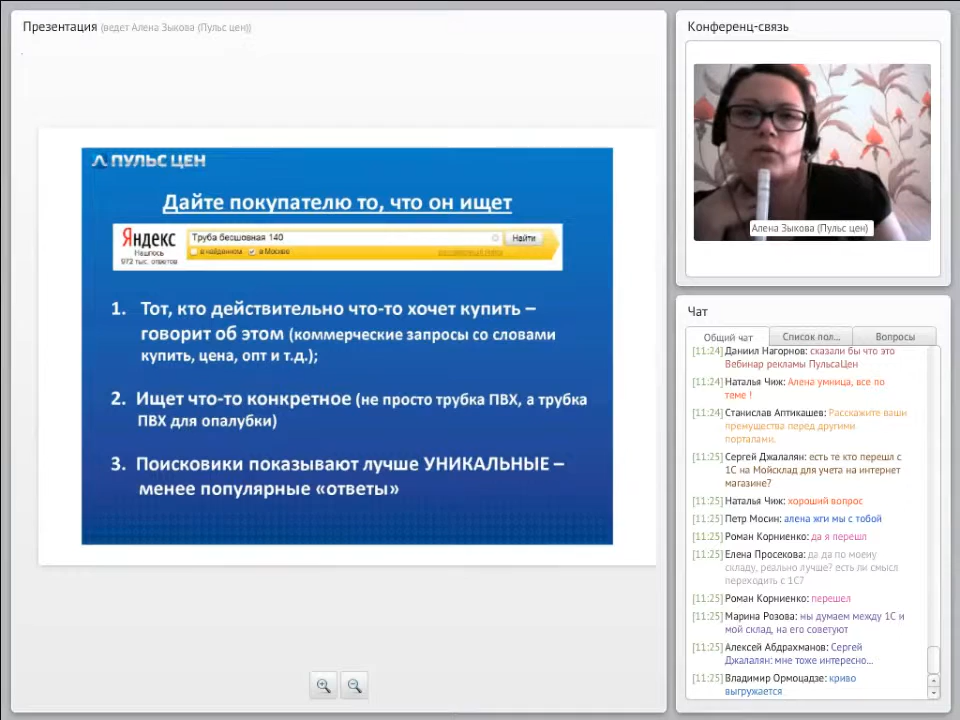 Презентация (ведет Алена Зыкова (Пульс цен))
ПУЛЬС ЦЕН
Дайте покупателю то, что он ищет
Яндекс
Нашлось
972 тыс. ответов
Труба бесшовная 140
Найти
в найденном
в Москве
расширенный поиск
1. Тот, кто действительно что-то хочет купить –
говорит об этом (коммерческие запросы со словами
купить, цена, опт и т.д.);
2. Ищет что-то конкретное (не просто трубка ПВХ, а трубка
ПВХ для опалубки)
3. Поисковики показывают лучше УНИКАЛЬНЫЕ –
менее популярные «ответы»
Конференц-связь
Алена Зыкова (Пульс цен)
Чат
Общий чат
Список пол...
Вопросы
[11:24] Даниил Нагорнов: сказали бы что это
Вебинар рекламы ПульсаЦен
[11:24] Наталья Чиж: Алена умница, все по
теме !
[11:24] Станислав Аптикашев: Расскажите ваши
премущества перед другими
порталами.
[11:25] Сергей Джалалян: есть те кто перешл с
1С на Мойсклад для учета на интернет
магазине?
[11:25] Наталья Чиж: хороший вопрос
[11:25] Петр Мосин: алена жги мы с тобой
[11:25] Роман Корниенко: да я перешл
[11:25] Елена Просекова: да да по моему
складу, реально лучше? есть ли смысл
переходить с 1С?
[11:25] Роман Корниенко: перешел
[11:25] Марина Розова: ны думаем между 1С и
мой склад, на его советуют
[11:25] Алексей Абдрахманов: Сергей
Джалалян: мне тоже интересно...
[11:25] Владимир Ормоцадзе: криво
выгружается